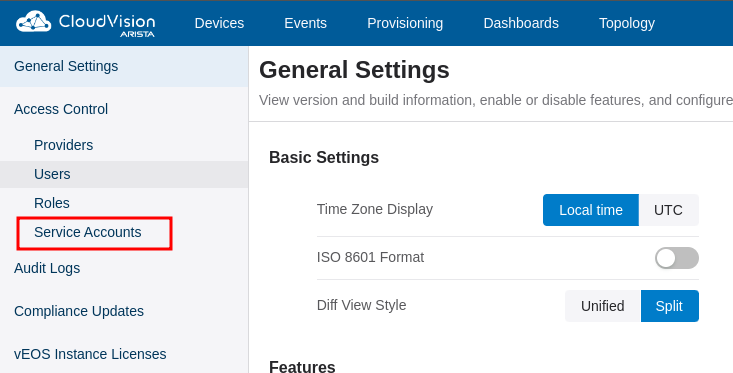 CloudVision
ARISTA
Devices Events Provisioning Dashboards Topology
General Settings
Access Control
Providers
Users
Roles
Service Accounts
Audit Logs
Compliance Updates
vEOS Instance Licenses
General Settings
View version and build information, enable or disable features, and configure
Basic Settings
Time Zone Display Local time UTC
ISO 8601 Format
Diff View Style Unified Split
Features